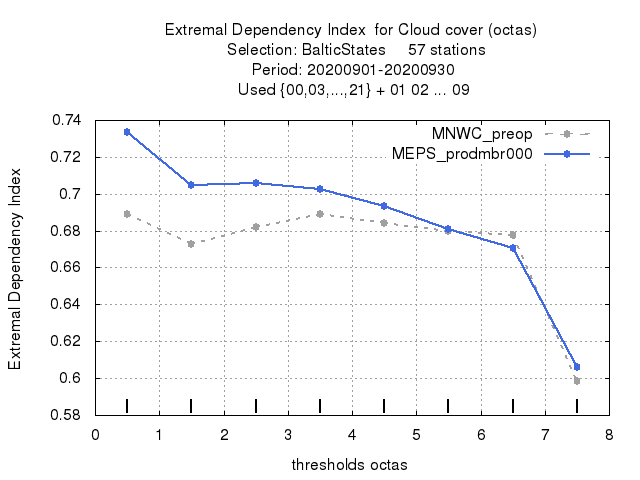 Extremal Dependency Index  for Cloud cover (octas)
Selection: BalticStates     57 stations
Period: 20200901-20200930
Used {00,03,...,21} + 01 02 ... 09
MNWC_preop
MEPS_prodmbr000
Extremal Dependency Index
0.74
0.72
0.7
0.68
0.66
0.64
0.62
0.6
0.58
0 1 2 3 4 5 6 7 8
thresholds octas